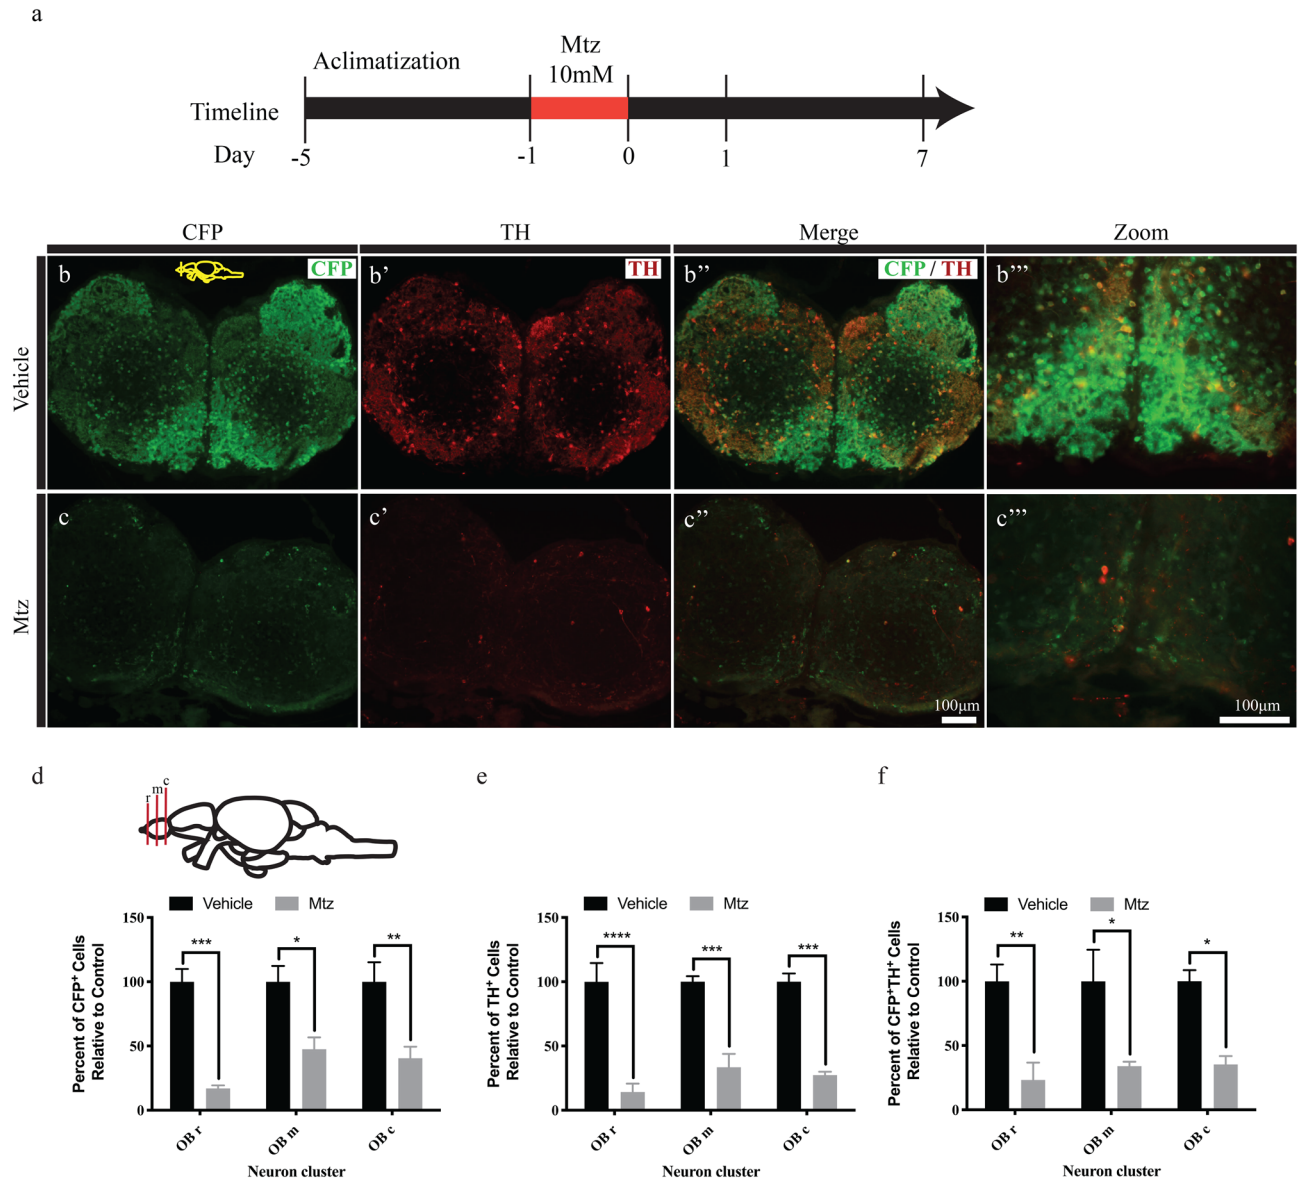 a
Aclimatization
Mtz
10mM
Timeline
Day
-5
-1
0
1
7
CFP
TH
Merge
Zoom
Vehicle
b
CFP
b'
TH
b''
CFP / TH
b'''
Mtz
c
c'
c''
100μm
c'''
100μm
d
r
m
c
Vehicle
Mtz
Percent of CFP+ Cells
Relative to Control
150
100
50
0
***
*
**
OB r
OB m
OB c
Neuron cluster
e
Vehicle
Mtz
Percent of TH+ Cells
Relative to Control
150
100
50
0
****
***
***
OB r
OB m
OB c
Neuron cluster
f
Vehicle
Mtz
Percent of CFP+TH+ Cells
Relative to Control
150
100
50
0
**
*
*
OB r
OB m
OB c
Neuron cluster